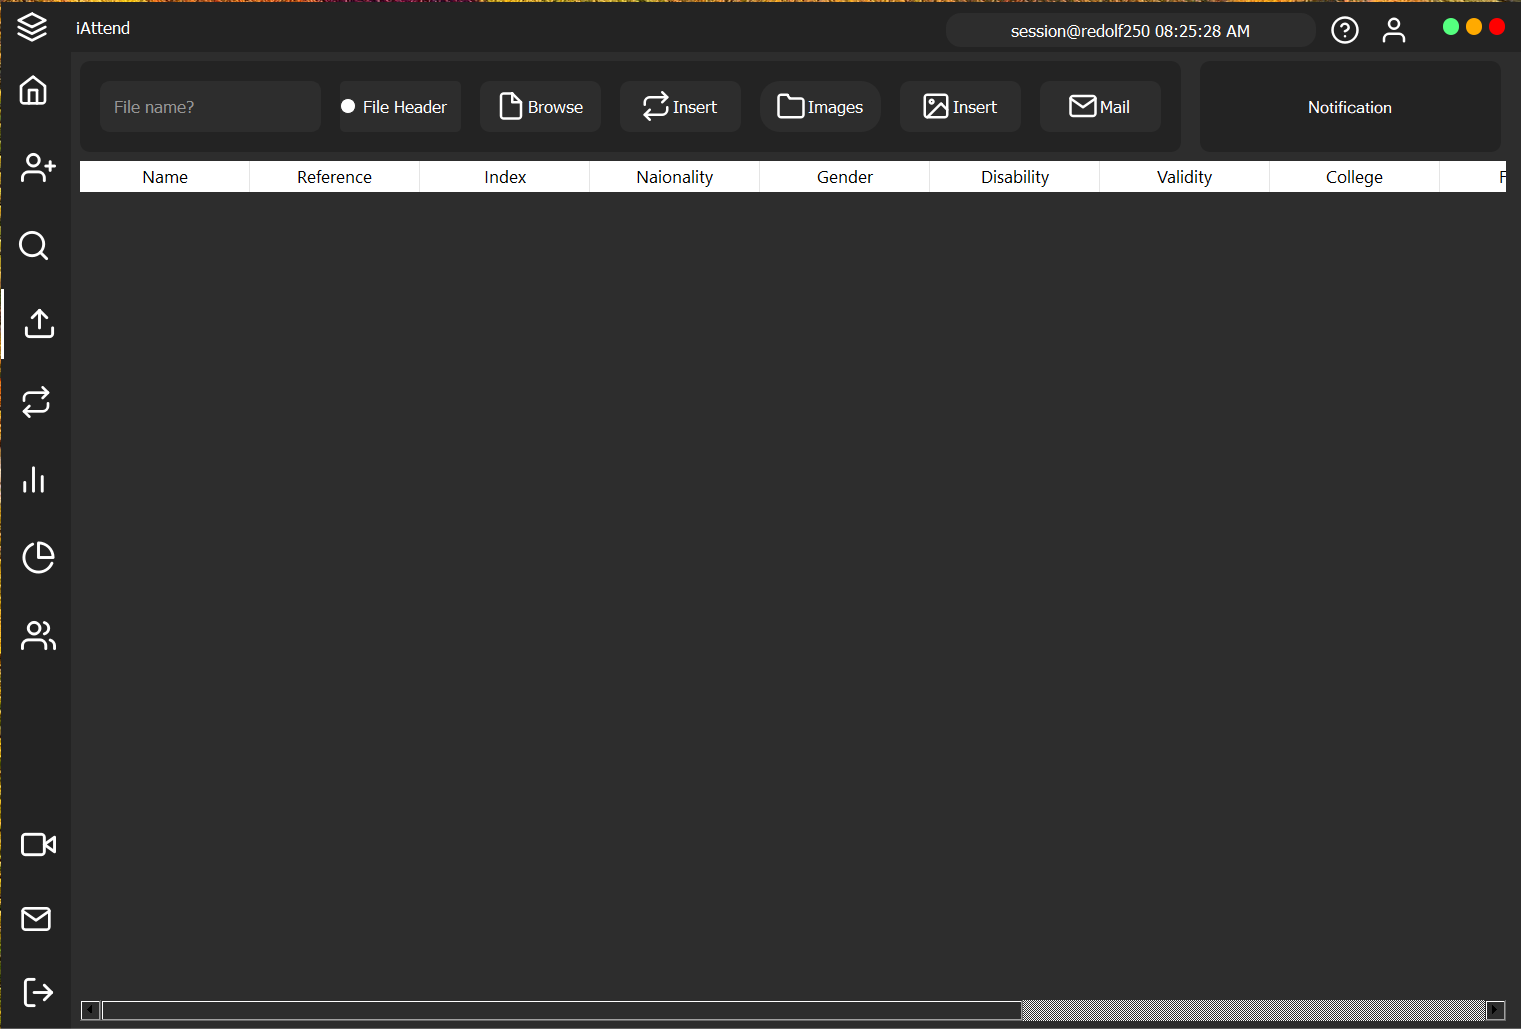 iAttend
session@redolf250 08:25:28 AM
File name?
File Header
Browse
Insert
Images
Insert
Mail
Notification
Name Reference Index Naionality Gender Disability Validity College F